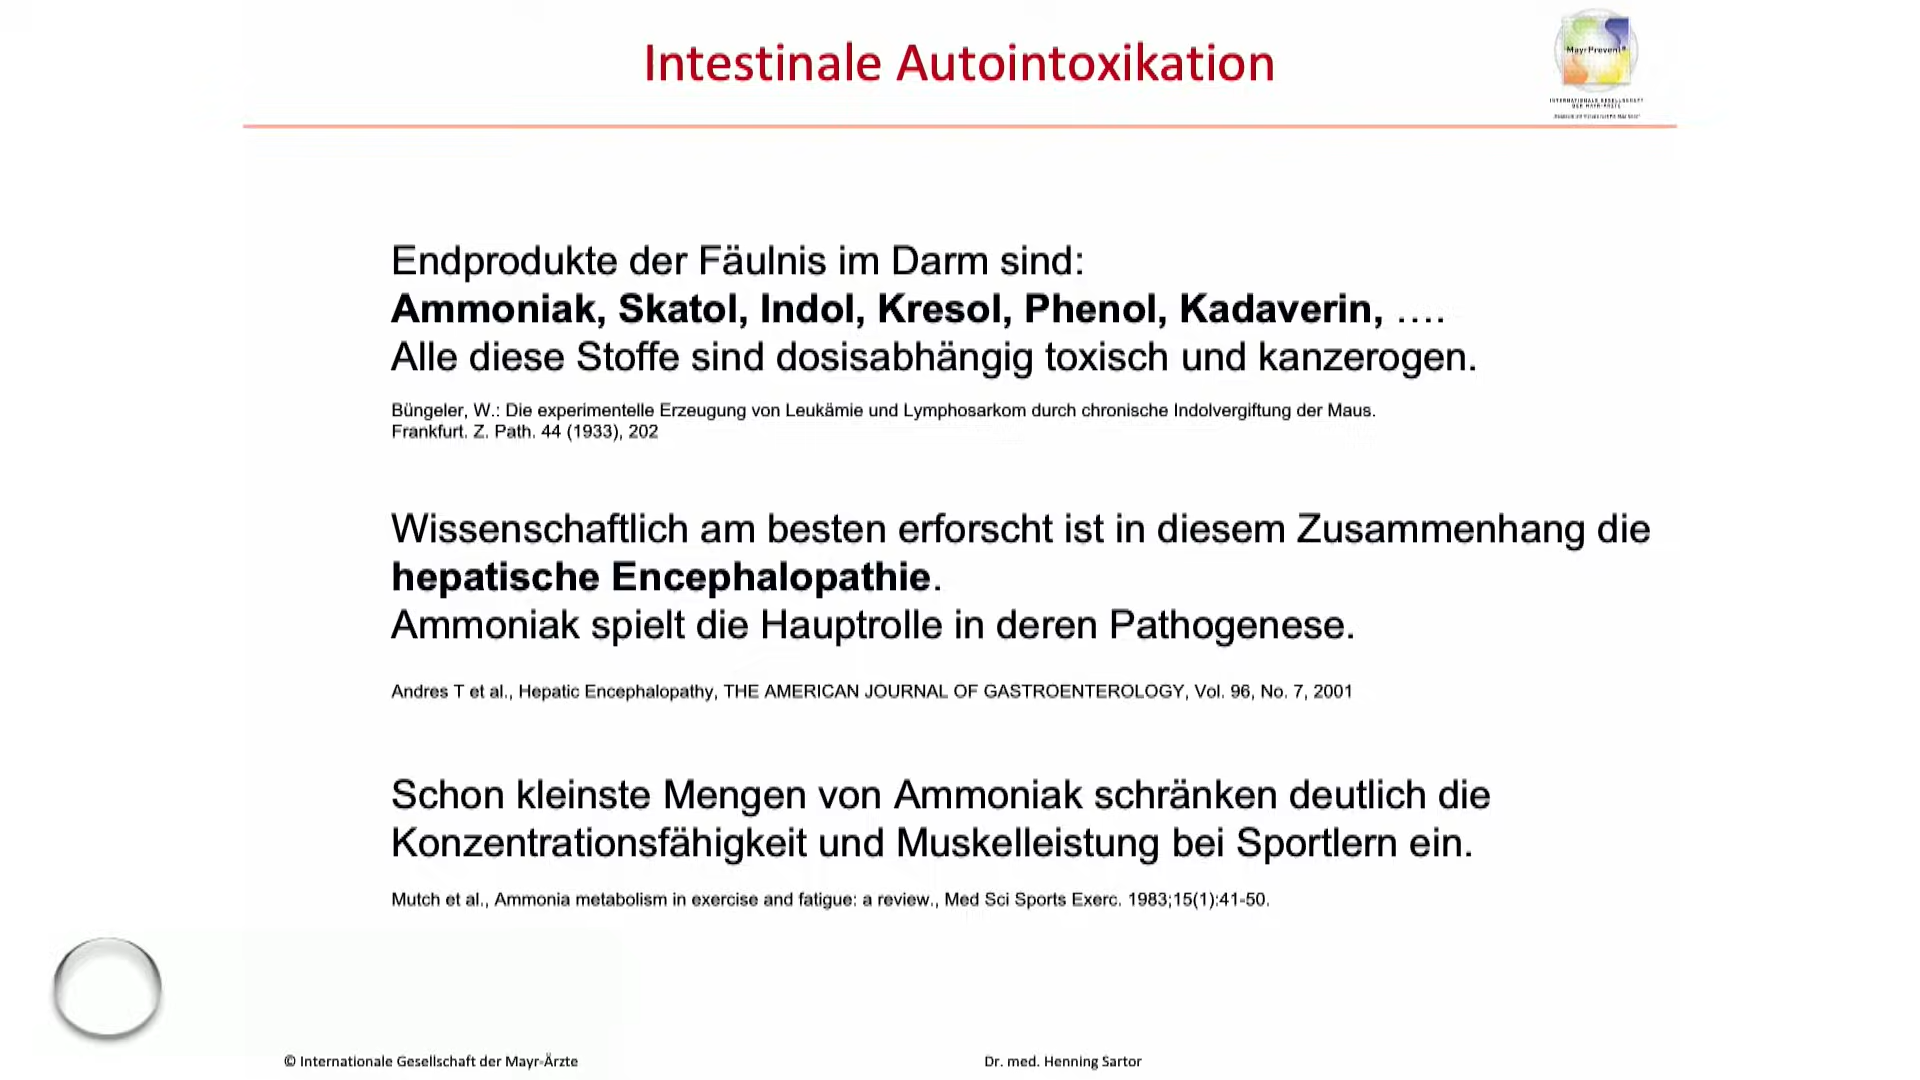 Intestinale Autointoxikation
MayrPrevent®
INTERNATIONALE GESELLSCHAFT
DER MAYR-ÄRZTE
Endprodukte der Fäulnis im Darm sind:
Ammoniak, Skatol, Indol, Kresol, Phenol, Kadaverin, ....
Alle diese Stoffe sind dosisabhängig toxisch und kanzerogen.
Büngeler, W.: Die experimentelle Erzeugung von Leukämie und Lymphosarkom durch chronische Indolvergiftung der Maus.
Frankfurt. Z. Path. 44 (1933), 202
Wissenschaftlich am besten erforscht ist in diesem Zusammenhang die
hepatische Encephalopathie.
Ammoniak spielt die Hauptrolle in deren Pathogenese.
Andres T et al., Hepatic Encephalopathy, THE AMERICAN JOURNAL OF GASTROENTEROLOGY, Vol. 96, No. 7, 2001
Schon kleinste Mengen von Ammoniak schränken deutlich die
Konzentrationsfähigkeit und Muskelleistung bei Sportlern ein.
Mutch et al., Ammonia metabolism in exercise and fatigue: a review., Med Sci Sports Exerc. 1983;15(1):41-50.
© Internationale Gesellschaft der Mayr-Ärzte
Dr. med. Henning Sartor